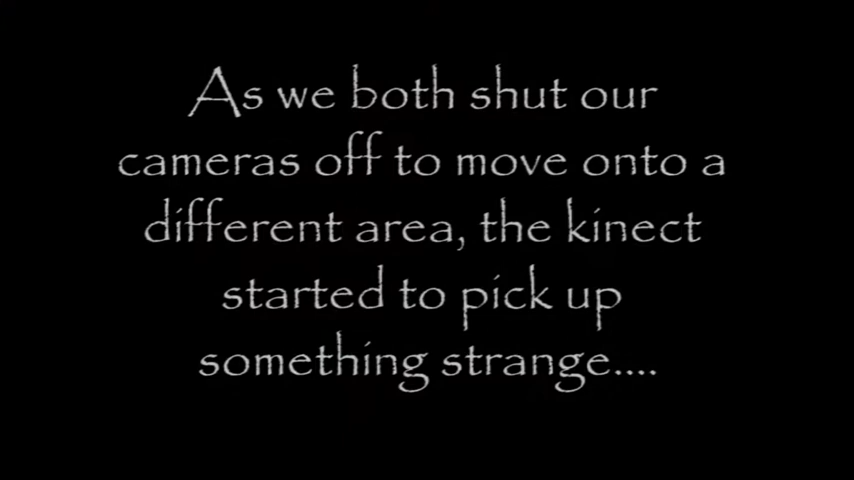 As we both shut our
cameras off to move onto a
different area, the kinect
started to pick up
something strange....